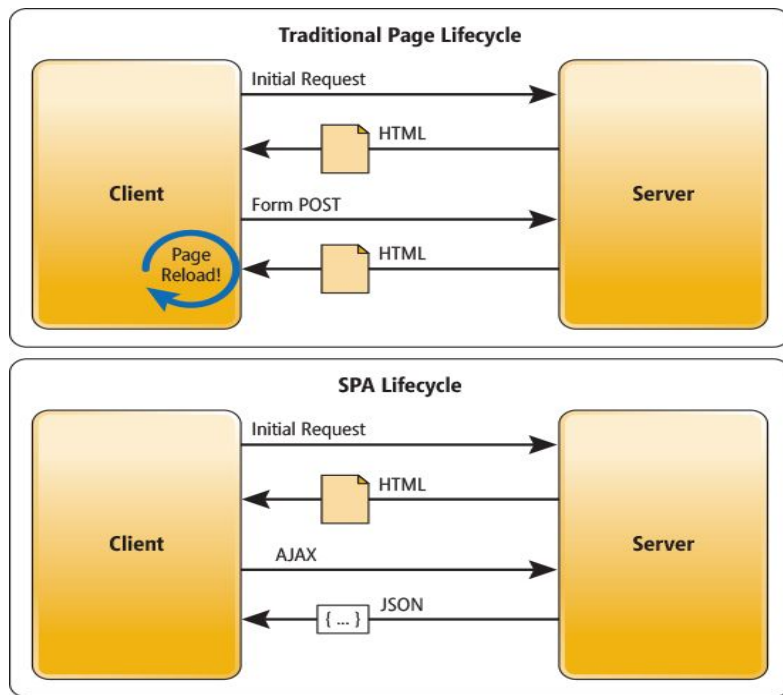 Traditional Page Lifecycle
Initial Request
HTML
Client
Server
Form POST
HTML
Page
Reload!
SPA Lifecycle
Initial Request
HTML
Client
Server
AJAX
JSON
{ ... }